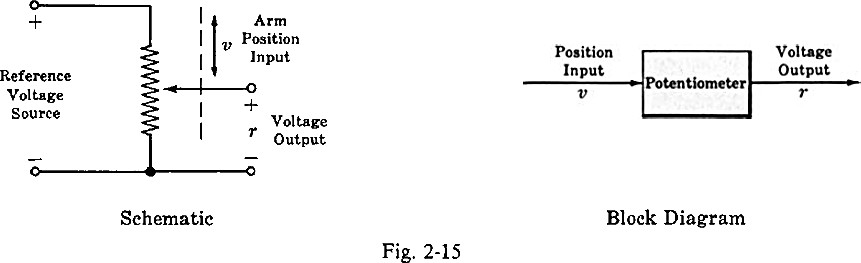 +
Arm
Position
Input
v
Reference
Voltage
Source
+
r
Voltage
Output
−
−
Schematic
Position
Input
v
Potentiometer
Voltage
Output
r
Block Diagram
Fig. 2-15